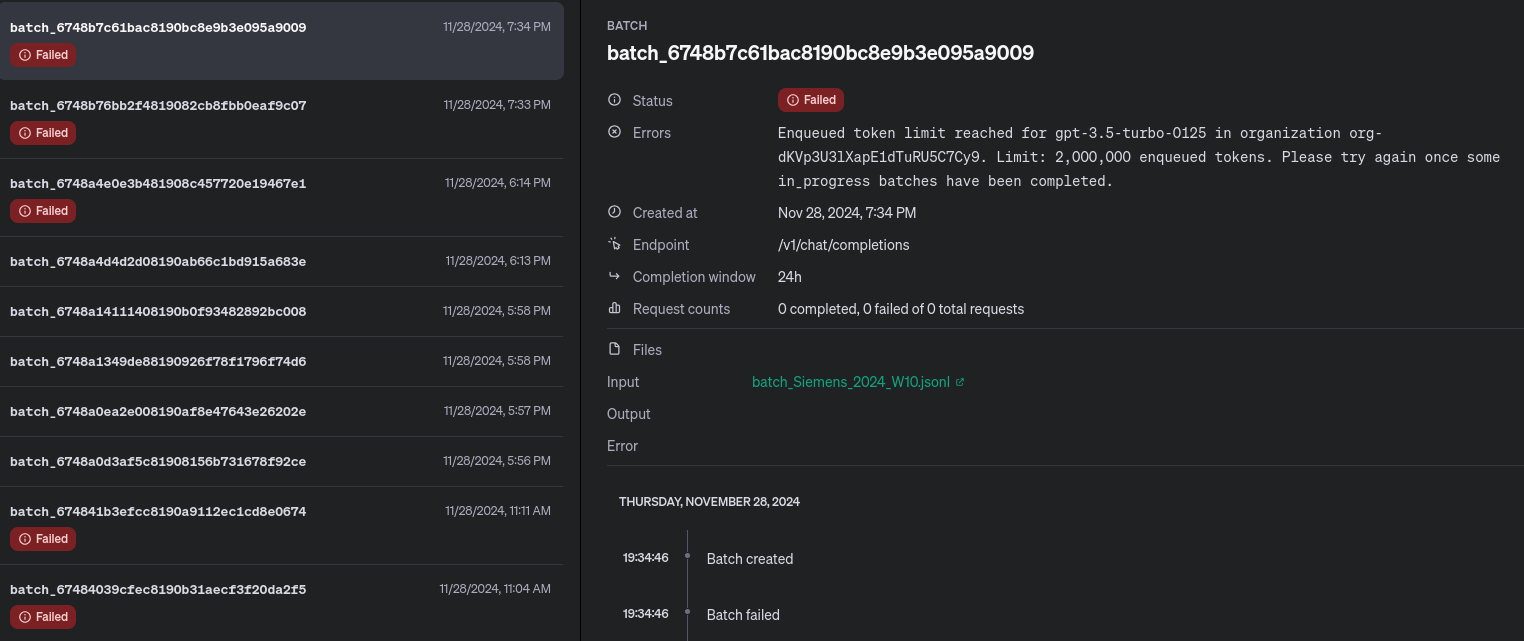 batch_6748b7c61bac8190bc8e9b3e095a9009 11/28/2024, 7:34 PM
Failed
batch_6748b76bb2f4819082cb8fbb0eaf9c07 11/28/2024, 7:33 PM
Failed
batch_6748a4e0e3b481908c457720e19467e1 11/28/2024, 6:14 PM
Failed
batch_6748a4d4d2d08190ab66c1bd915a683e 11/28/2024, 6:13 PM
batch_6748a14111408190b0f93482892bc008 11/28/2024, 5:58 PM
batch_6748a1349de88190926f78f1796f74d6 11/28/2024, 5:58 PM
batch_6748a0ea2e008190af8e47643e26202e 11/28/2024, 5:57 PM
batch_6748a0d3af5c81908156b731678f92ce 11/28/2024, 5:56 PM
batch_674841b3efcc8190a9112ec1cd8e0674 11/28/2024, 11:11 AM
Failed
batch_67484039cfec8190b31aecf3f20da2f5 11/28/2024, 11:04 AM
Failed
BATCH
batch_6748b7c61bac8190bc8e9b3e095a9009
Status Failed
Errors Enqueued token limit reached for gpt-3.5-turbo-0125 in organization org-
dKVp3U3lXapE1dTuRU5C7Cy9. Limit: 2,000,000 enqueued tokens. Please try again once some
in_progress batches have been completed.
Created at Nov 28, 2024, 7:34 PM
Endpoint /v1/chat/completions
Completion window 24h
Request counts 0 completed, 0 failed of 0 total requests
Files
Input batch_Siemens_2024_W10.jsonl
Output
Error
THURSDAY, NOVEMBER 28, 2024
19:34:46 Batch created
19:34:46 Batch failed